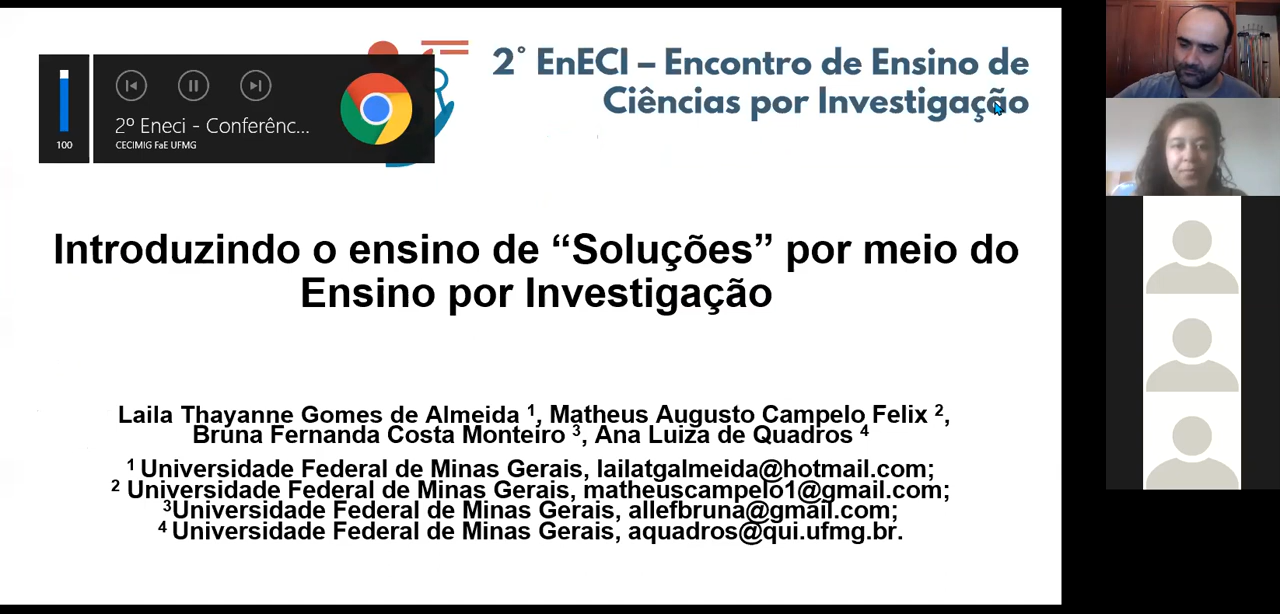 2° EnECI – Encontro de Ensino de
Ciências por Investigação
100
2º Eneci - Conferênc...
CECIMIG FaE UFMG
Introduzindo o ensino de “Soluções” por meio do
Ensino por Investigação
Laila Thayanne Gomes de Almeida ¹, Matheus Augusto Campelo Felix ²,
Bruna Fernanda Costa Monteiro ³, Ana Luiza de Quadros ⁴
¹ Universidade Federal de Minas Gerais, lailatgalmeida@hotmail.com;
² Universidade Federal de Minas Gerais, matheuscampelo1@gmail.com;
³Universidade Federal de Minas Gerais, allefbruna@gmail.com;
⁴ Universidade Federal de Minas Gerais, aquadros@qui.ufmg.br.